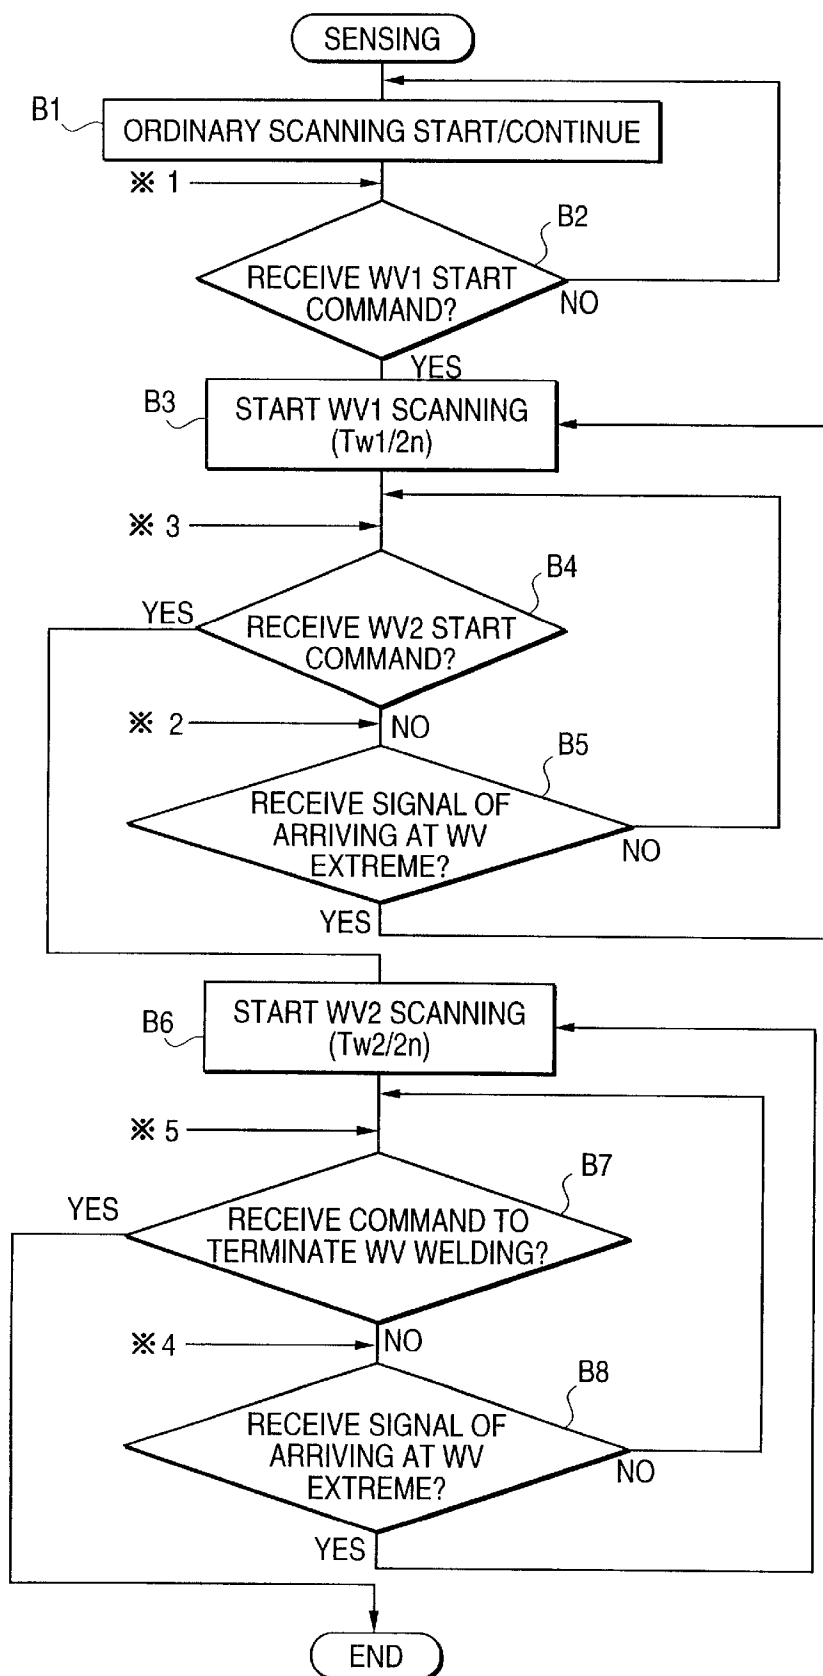 SENSING
B1
ORDINARY SCANNING START/CONTINUE
※ 1
B2
RECEIVE WV1 START
COMMAND?
NO
YES
B3
START WV1 SCANNING
(Tw1/2n)
※ 3
B4
YES
RECEIVE WV2 START
COMMAND?
※ 2
NO
B5
RECEIVE SIGNAL OF
ARRIVING AT WV
EXTREME?
NO
YES
START WV2 SCANNING
(Tw2/2n)
B6
※ 5
B7
YES
RECEIVE COMMAND TO
TERMINATE WV WELDING?
※ 4
NO
B8
RECEIVE SIGNAL OF
ARRIVING AT WV
EXTREME?
NO
YES
END